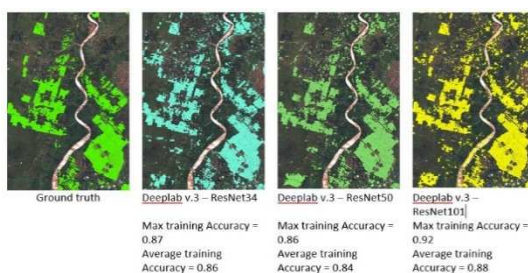 Ground truth
Deeplab v.3 – ResNet34
Max training Accuracy =
0.87
Average training
Accuracy = 0.86
Deeplab v.3 – ResNet50
Max training Accuracy =
0.86
Average training
Accuracy = 0.84
Deeplab v.3 –
ResNet101
Max training Accuracy =
0.92
Average training
Accuracy = 0.88